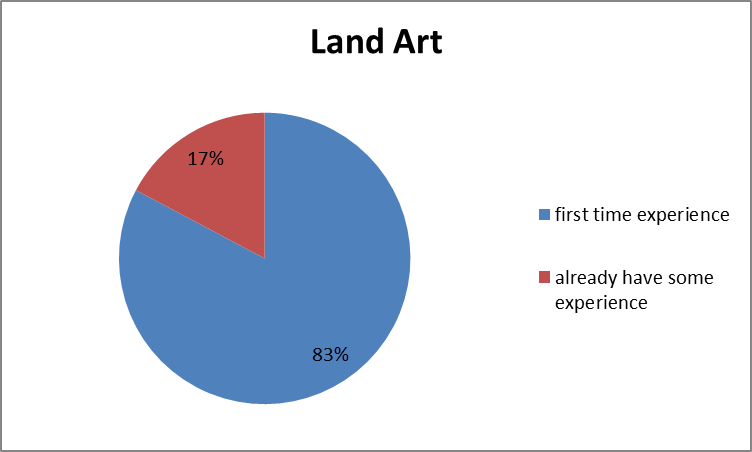 Land Art
17%
83%
first time experience
already have some
experience